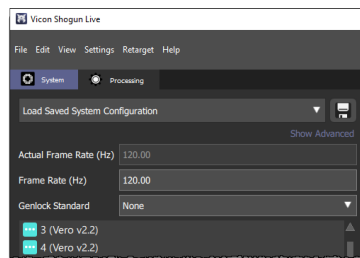 Vicon Shogun Live
File Edit View Settings Retarget Help
System Processing
Load Saved System Configuration
Show Advanced
Actual Frame Rate (Hz) 120.00
Frame Rate (Hz) 120.00
Genlock Standard None
3 (Vero v2.2)
4 (Vero v2.2)